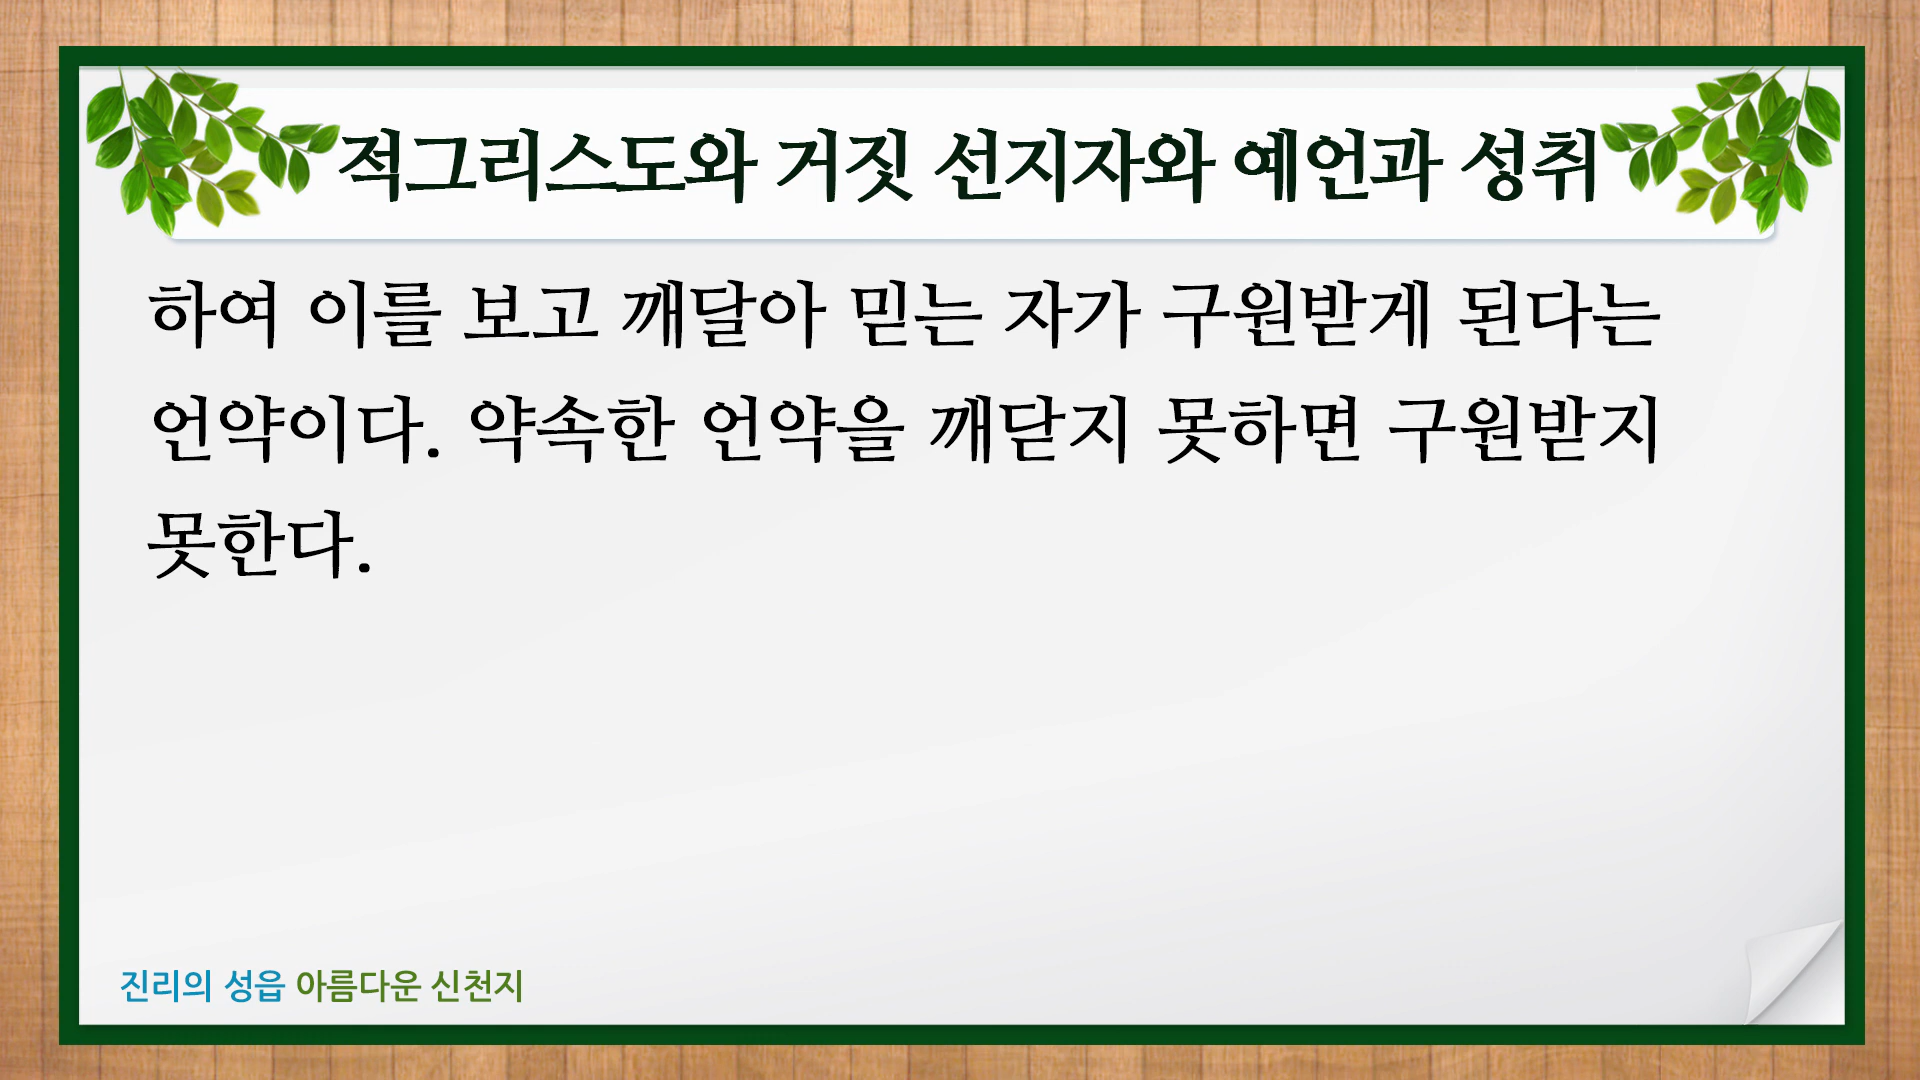 적그리스도와 거짓 선지자와 예언과 성취
하여 이를 보고 깨달아 믿는 자가 구원받게 된다는
언약이다. 약속한 언약을 깨닫지 못하면 구원받지
못한다.
진리의 성읍 아름다운 신천지